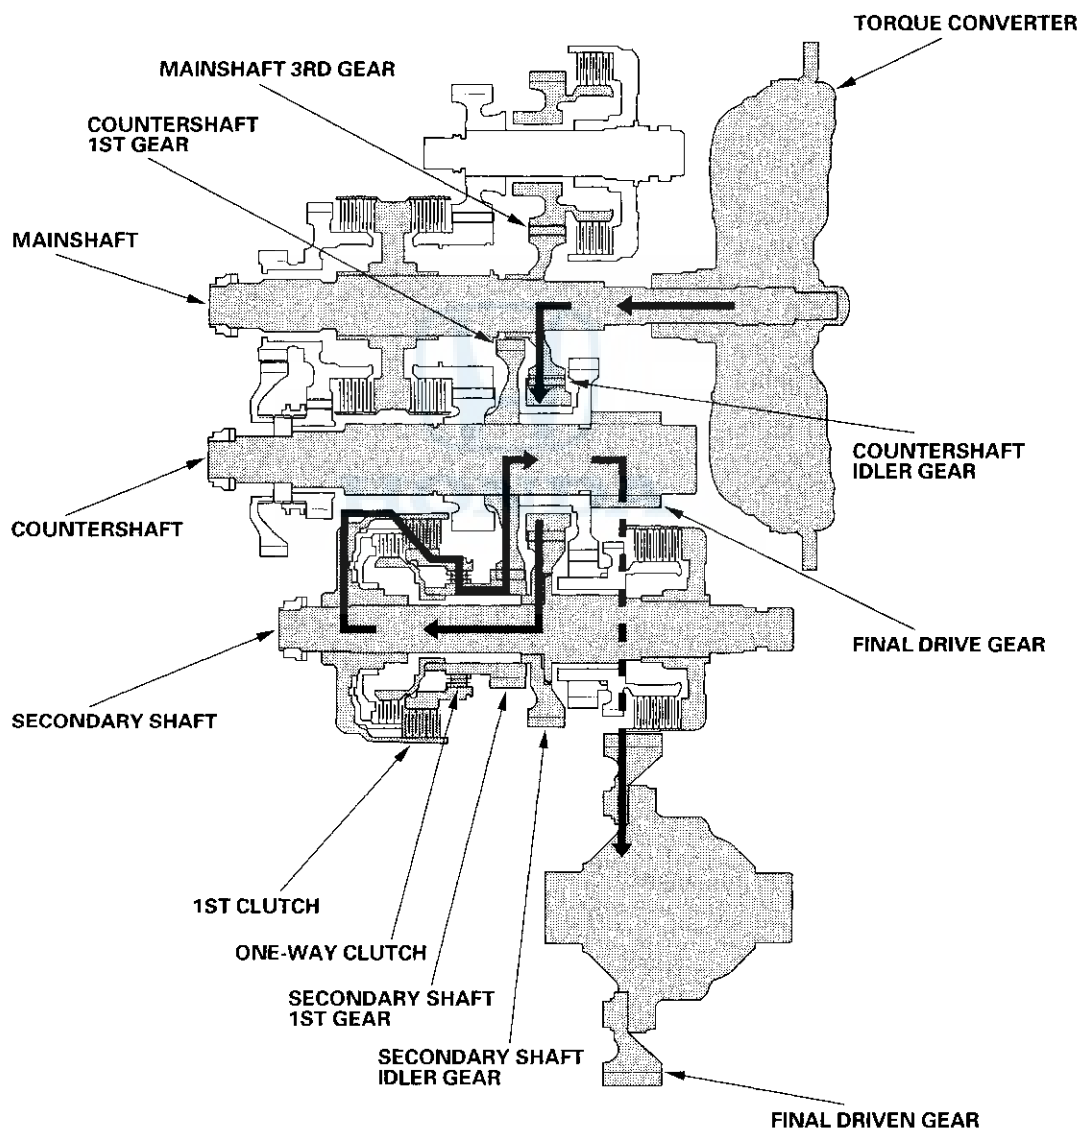 TORQUE CONVERTER
MAINSHAFT 3RD GEAR
COUNTERSHAFT
1ST GEAR
MAINSHAFT
COUNTERSHAFT
IDLER GEAR
COUNTERSHAFT
FINAL DRIVE GEAR
SECONDARY SHAFT
1ST CLUTCH
ONE-WAY CLUTCH
SECONDARY SHAFT
1ST GEAR
SECONDARY SHAFT
IDLER GEAR
FINAL DRIVEN GEAR